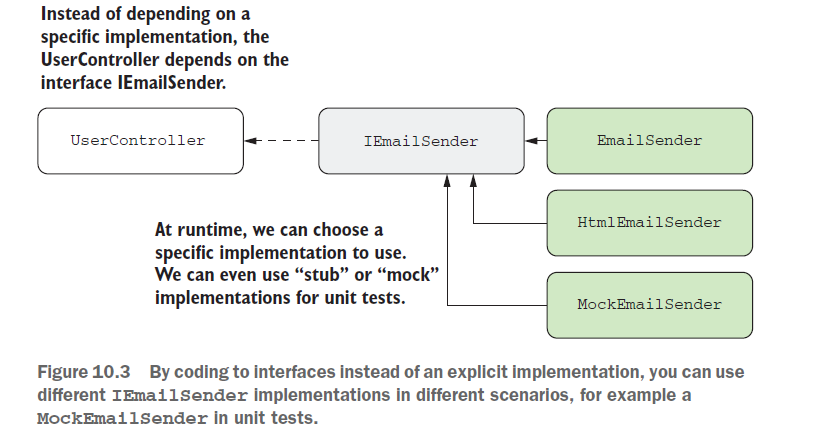 Instead of depending on a
specific implementation, the
UserController depends on the
interface IEmailSender.
UserController
IEmailSender
EmailSender
HtmlEmailSender
At runtime, we can choose a
specific implementation to use.
We can even use “stub” or “mock”
implementations for unit tests.
MockEmailSender
Figure 10.3 By coding to interfaces instead of an explicit implementation, you can use
different IEmailSender implementations in different scenarios, for example a
MockEmailSender in unit tests.